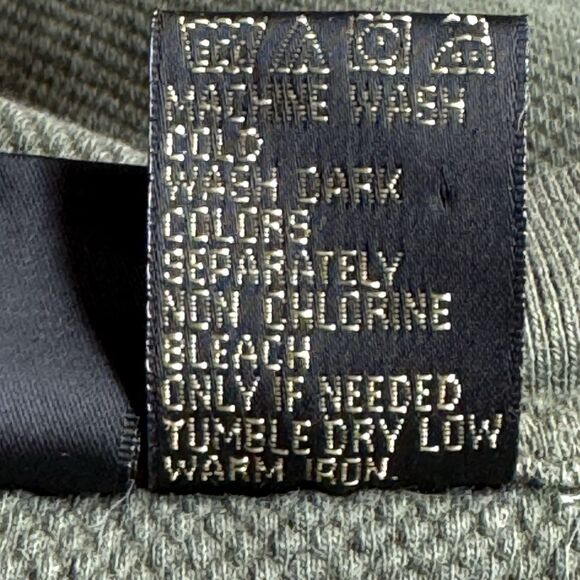 MACHINE WASH
COLD
WASH DARK
COLORS
SEPARATELY
NON CHLORINE
BLEACH
ONLY IF NEEDED
TUMBLE DRY LOW
WARM IRON.